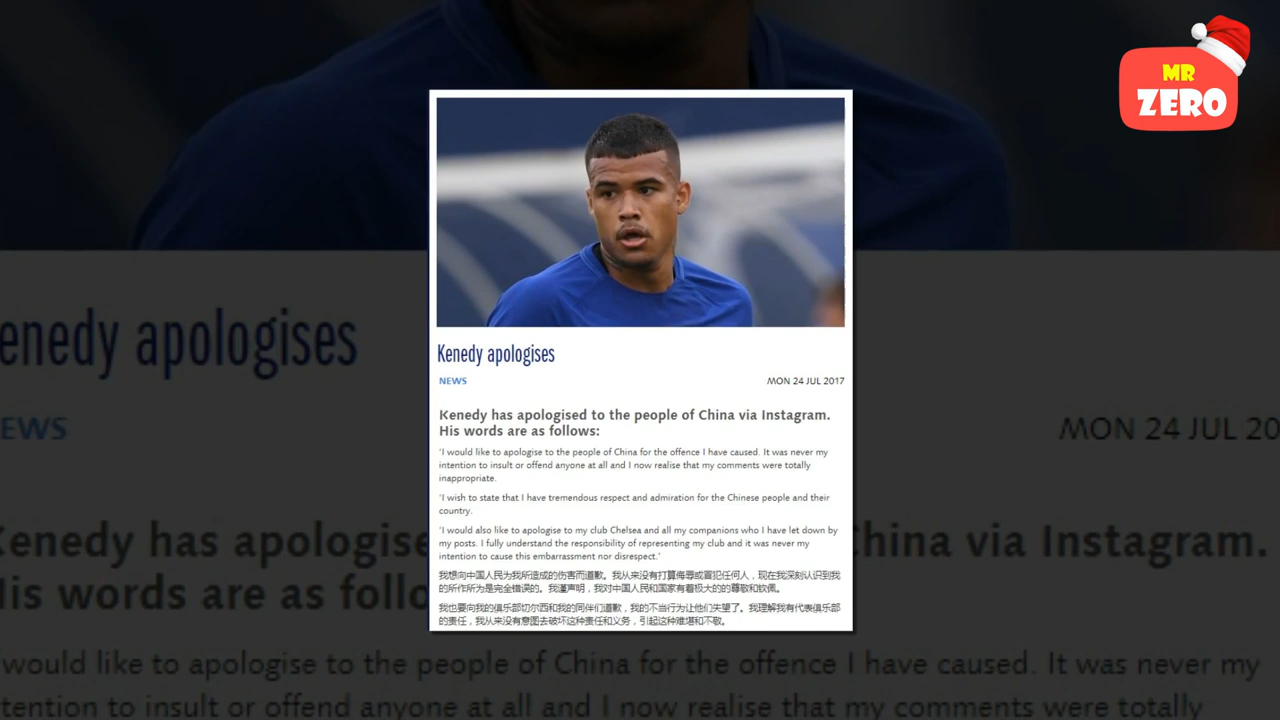 MR
ZERO
Kenedy apologises
NEWS
MON 24 JUL 2017
Kenedy has apologised to the people of China via Instagram.
His words are as follows:
'I would like to apologise to the people of China for the offence I have caused. It was never my
intention to insult or offend anyone at all and I now realise that my comments were totally
inappropriate.
'I wish to state that I have tremendous respect and admiration for the Chinese people and their
country.
'I would also like to apologise to my club Chelsea and all my companions who I have let down by
my posts. I fully understand the responsibility of representing my club and it was never my
intention to cause this embarrassment nor disrespect.'
我想向中国人民为我所造成的伤害而道歉。我从来没有打算侮辱或冒犯任何人，现在我深刻认识到我
的所作所为是完全错误的。我谨声明，我对中国人民和国家有着极大的的尊敬和钦佩。
我也要向我的俱乐部切尔西和我的同伴们道歉，我的不当行为让他们失望了。我理解我有代表俱乐部
的责任，我从来没有意图去破坏这种责任和义务，引起这种难堪和不敬。
enedy apologises
EWS
MON 24 JUL 20
Kenedy has apologise
China via Instagram.
His words are as follo
would like to apologise to the people of China for the offence I have caused. It was never my
tention to insult or offend anyone at all and I now realise that my comments were totally